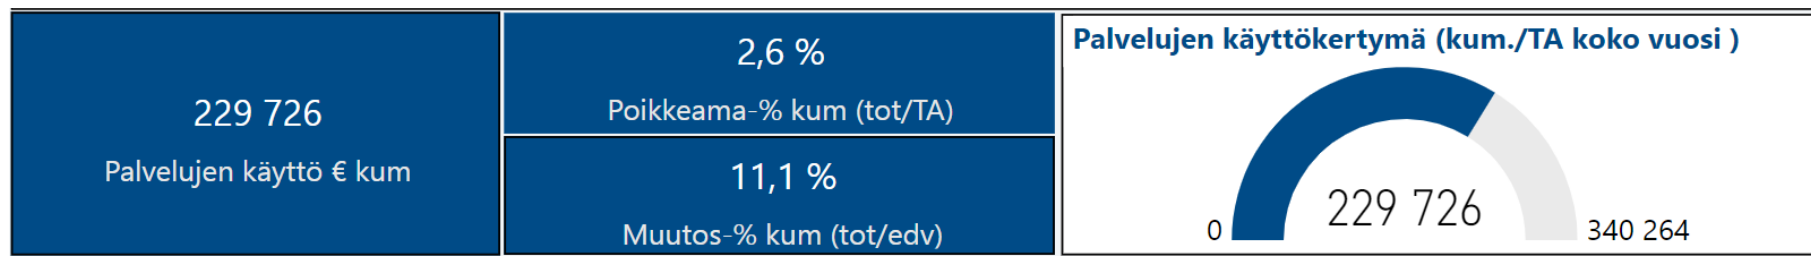 229 726
Palvelujen käyttö € kum
2,6 %
Poikkeama-% kum (tot/TA)
11,1 %
Muutos-% kum (tot/edv)
Palvelujen käyttökertymä (kum./TA koko vuosi )
229 726
0
340 264